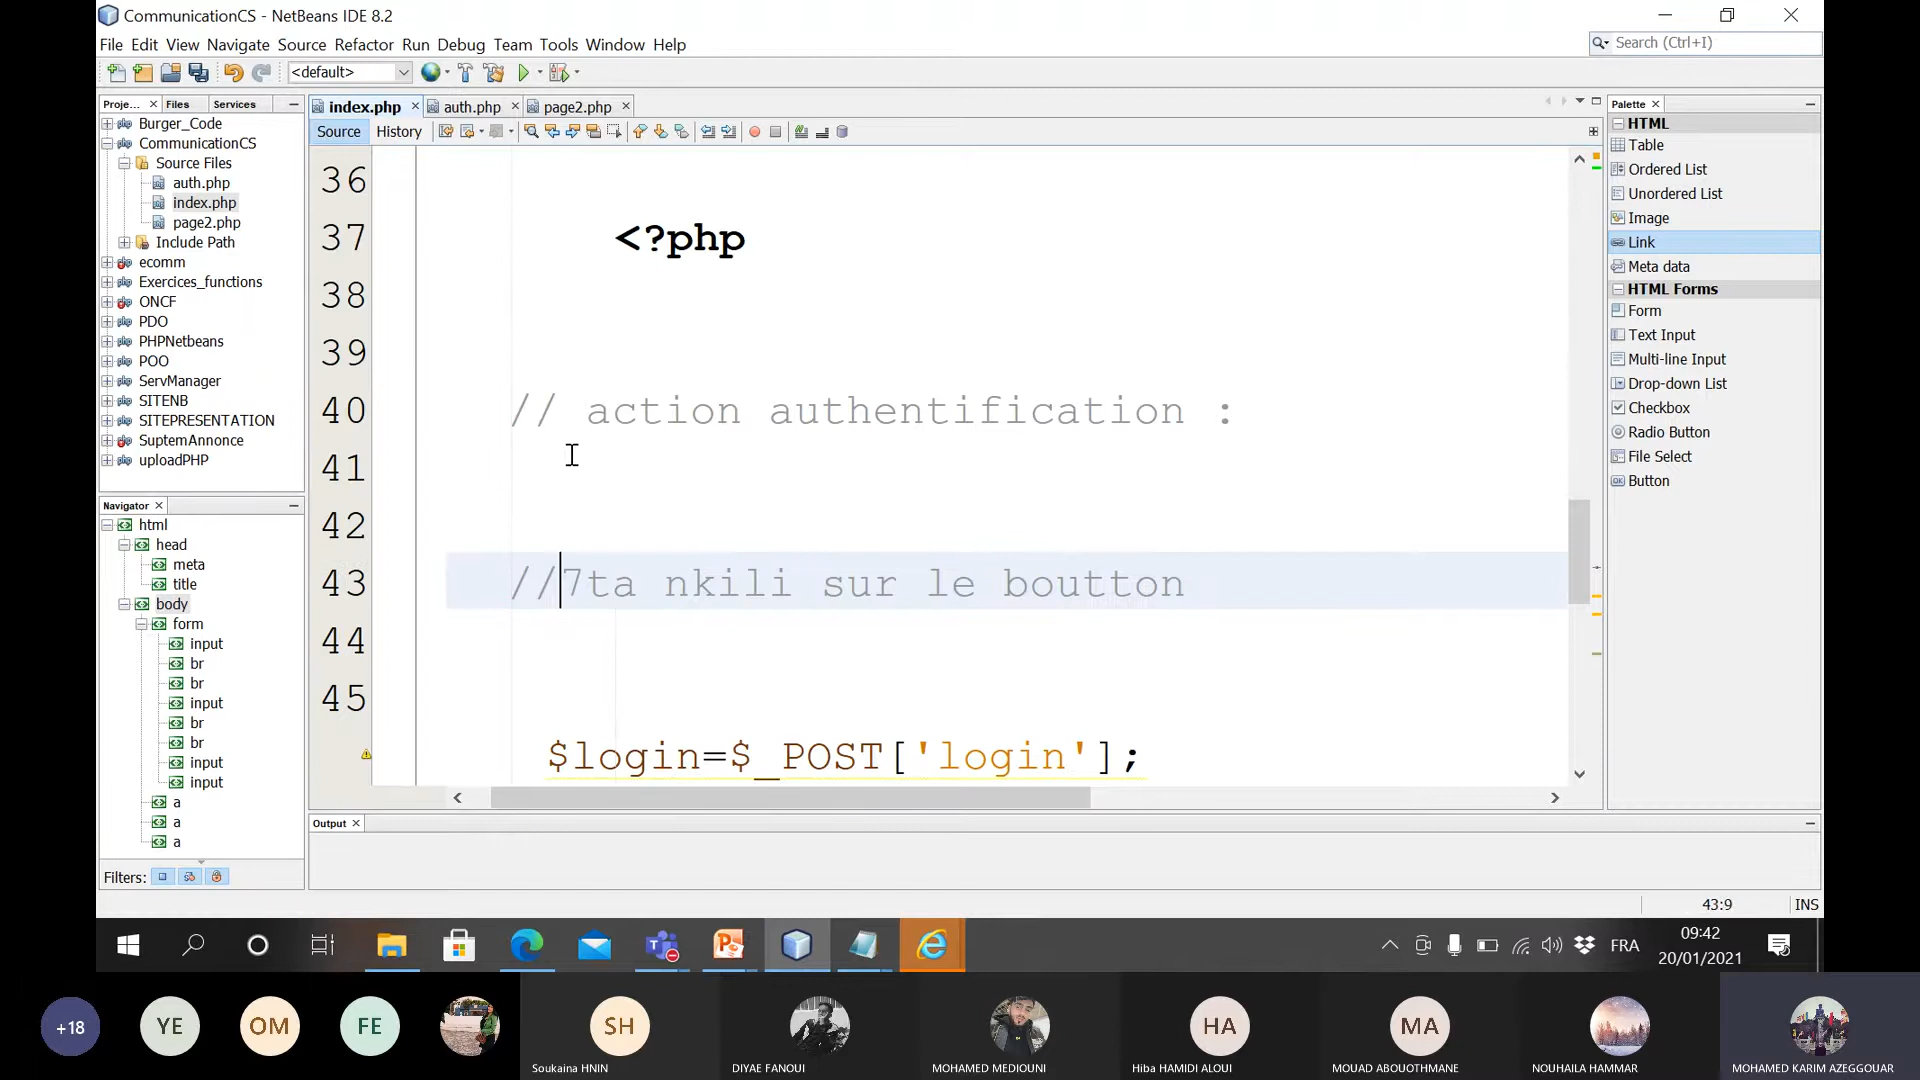 CommunicationCS - NetBeans IDE 8.2
File Edit View Navigate Source Refactor Run Debug Team Tools Window Help
Search (Ctrl+I)
<default>
Proje... Files Services
index.php auth.php page2.php
Palette
Source History
Burger_Code
CommunicationCS
Source Files
auth.php
index.php
page2.php
Include Path
ecomm
Exercices_functions
ONCF
PDO
PHPNetbeans
POO
ServManager
SITENB
SITEPRESENTATION
SuptemAnnonce
uploadPHP
Navigator
html
head
meta
title
body
form
input
br
br
input
br
br
input
input
a
a
a
Filters:
36
37 <?php
38
39
40 // action authentification :
41
42
43 //7ta nkili sur le boutton
44
45
$login=$_POST['login'];
HTML
Table
Ordered List
Unordered List
Image
Link
Meta data
HTML Forms
Form
Text Input
Multi-line Input
Drop-down List
Checkbox
Radio Button
File Select
Button
Output
43:9 INS
FRA
09:42
20/01/2021
+18 YE OM FE SH HA MA
Soukaina HNIN DIYAE FANOUI MOHAMED MEDIOUNI Hiba HAMIDI ALOUI MOUAD ABOUOTHMANE NOUHAILA HAMMAR MOHAMED KARIM AZEGGOUAR